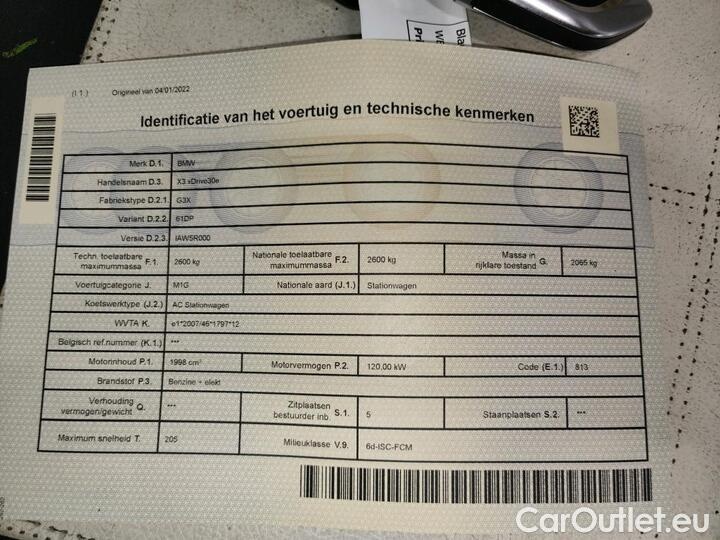 Bla
WE
Pri
(I.1.) Origineel van 04/01/2022
Identificatie van het voertuig en technische kenmerken
Merk D.1. BMW
Handelsnaam D.3. X3 xDrive30e
Fabriekstype D.2.1. G3X
Variant D.2.2. 61DP
Versie D.2.3. IAW5R000
Techn. toelaatbare maximummassa F.1. 2600 kg Nationale toelaatbare maximummassa F.2. 2600 kg Massa in rijklare toestand G. 2065 kg
Voertuigcategorie J. M1G Nationale aard (J.1.) Stationwagen
Koetswerktype (J.2.) AC Stationwagen
WVTA K. e1*2007/46*1797*12
Belgisch ref.nummer (K.1.) ***
Motorinhoud P.1. 1998 cm³ Motorvermogen P.2. 120,00 kW Code (E.1.) 813
Brandstof P.3. Benzine + elekt
Verhouding vermogen/gewicht Q. *** Zitplaatsen bestuurder inb. S.1. 5 Staanplaatsen S.2. ***
Maximum snelheid T. 205 Milieuklasse V.9. 6d-ISC-FCM
CarOutlet.eu